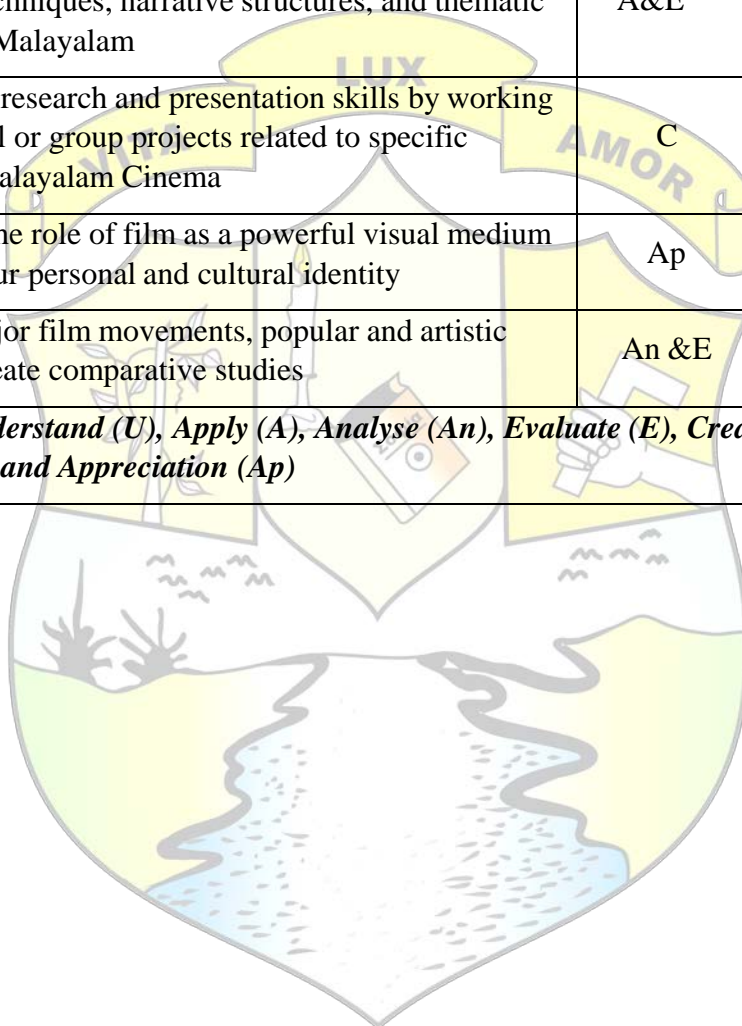 chniques, narrative structures, and thematic
A&E
Malayalam
research and presentation skills by working
l or group projects related to specific
C
alayalam Cinema
ne role of film as a powerful visual medium
Ap
ur personal and cultural identity
jor film movements, popular and artistic
An &E
eate comparative studies
derstand (U), Apply (A), Analyse (An), Evaluate (E), Crea
and Appreciation (Ap)
VITA
LUX
AMOR